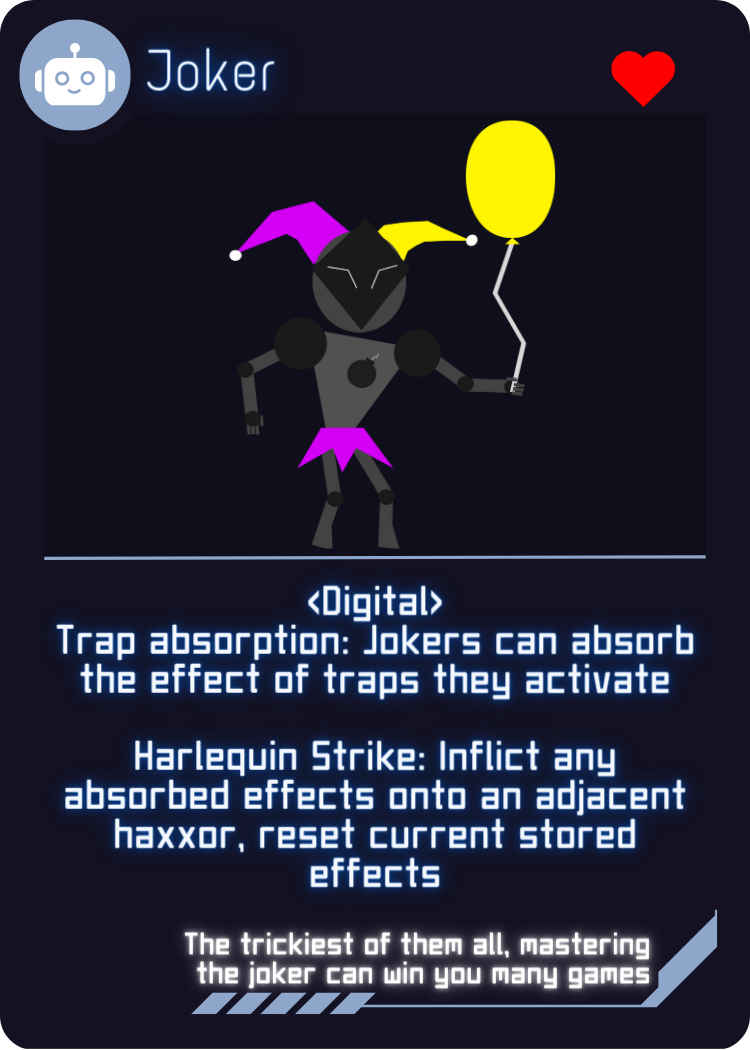 Joker
<Digital>
Trap absorption: Jokers can absorb
the effect of traps they activate
Harlequin Strike: Inflict any
absorbed effects onto an adjacent
haxxor, reset current stored
effects
The trickiest of them all, mastering
the joker can win you many games